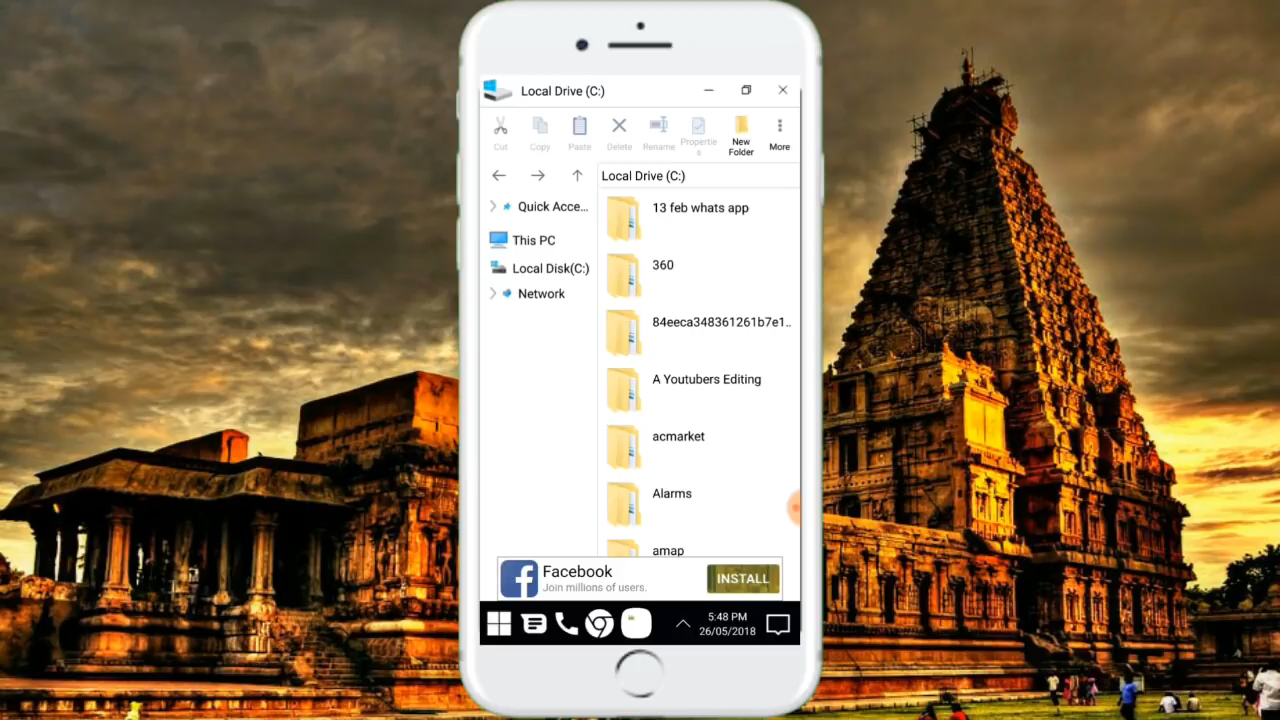 Local Drive (C:)
Cut Copy Paste Delete Rename Propertie
s New
Folder More
Local Drive (C:)
Quick Acce...
This PC
Local Disk(C:)
Network
13 feb whats app
360
84eeca348361261b7e1..
A Youtubers Editing
acmarket
Alarms
amap
Facebook
Join millions of users.
INSTALL
5:48 PM
26/05/2018